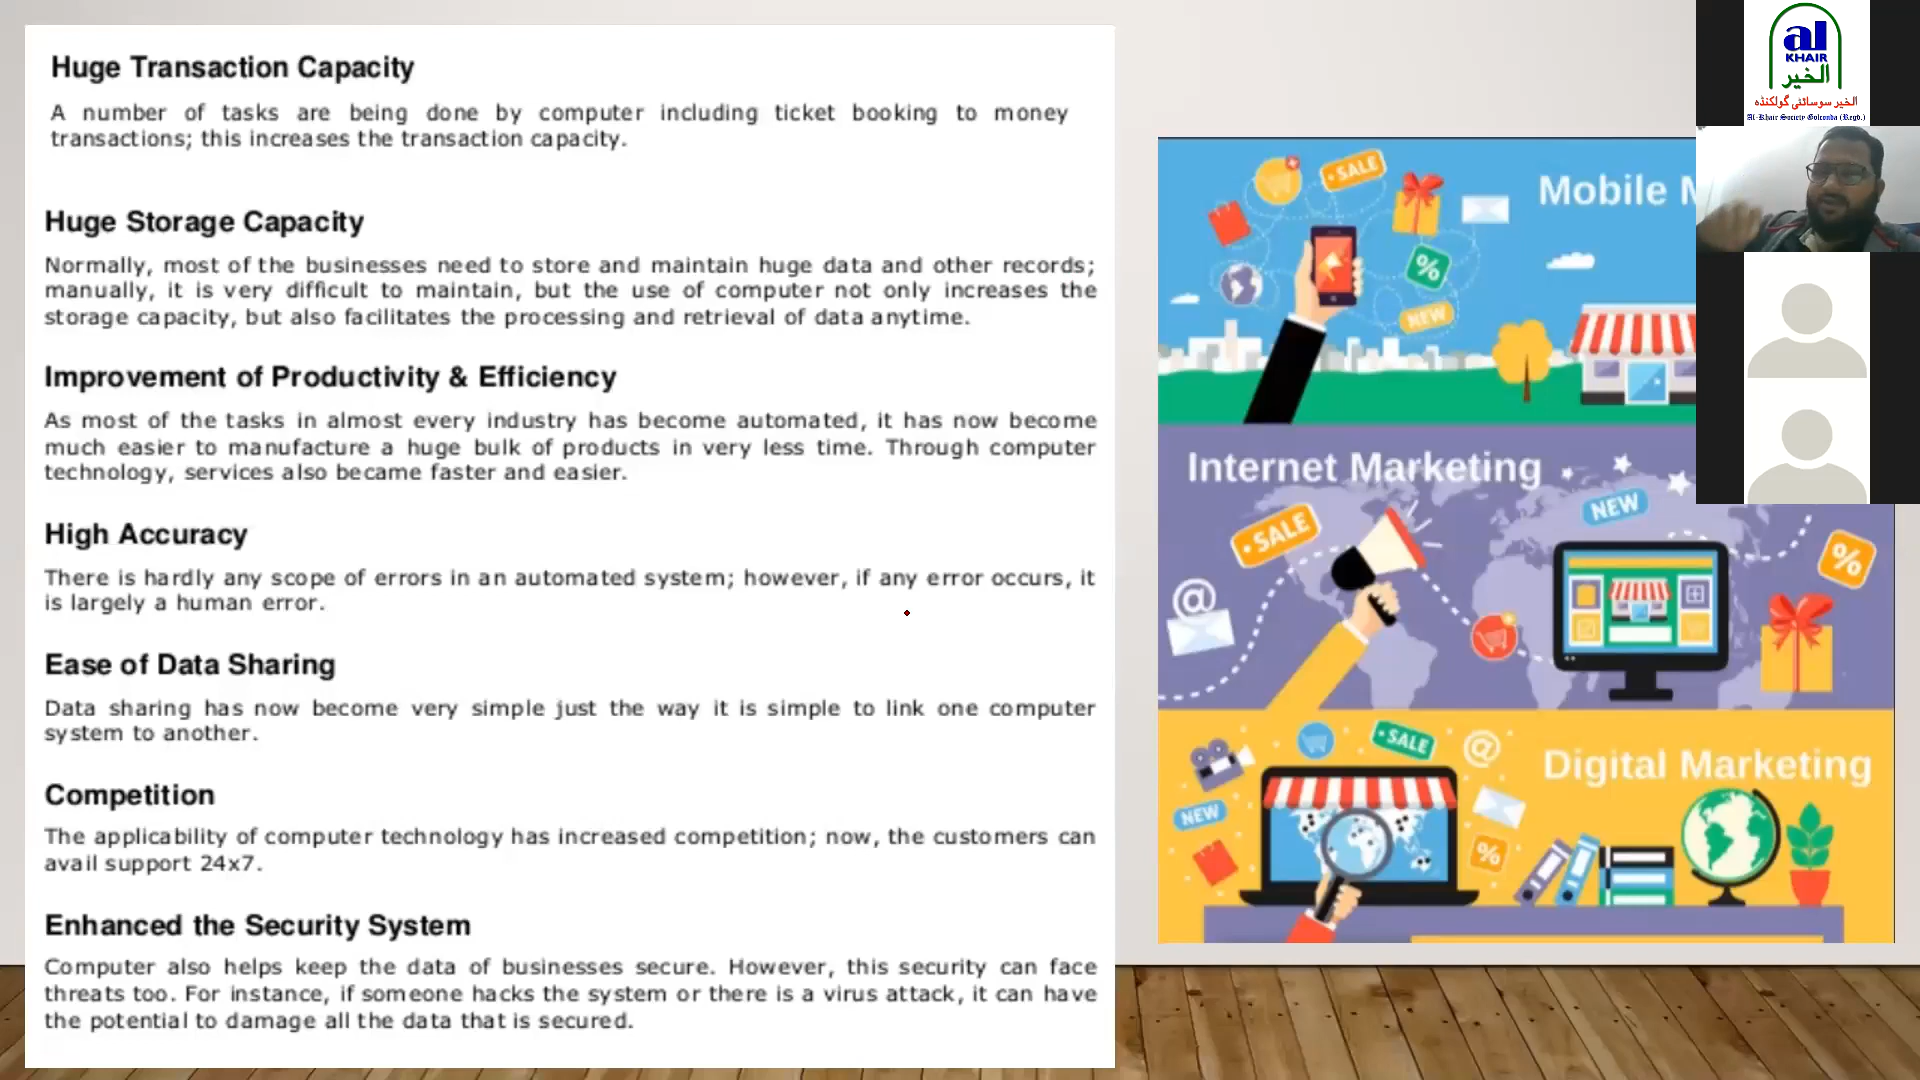 Huge Transaction Capacity
A number of tasks are being done by computer including ticket booking to money
transactions; this increases the transaction capacity.
Huge Storage Capacity
Normally, most of the businesses need to store and maintain huge data and other records;
manually, it is very difficult to maintain, but the use of computer not only increases the
storage capacity, but also facilitates the processing and retrieval of data anytime.
Improvement of Productivity & Efficiency
As most of the tasks in almost every industry has become automated, it has now become
much easier to manufacture a huge bulk of products in very less time. Through computer
technology, services also became faster and easier.
High Accuracy
There is hardly any scope of errors in an automated system; however, if any error occurs, it
is largely a human error.
Ease of Data Sharing
Data sharing has now become very simple just the way it is simple to link one computer
system to another.
Competition
The applicability of computer technology has increased competition; now, the customers can
avail support 24x7.
Enhanced the Security System
Computer also helps keep the data of businesses secure. However, this security can face
threats too. For instance, if someone hacks the system or there is a virus attack, it can have
the potential to damage all the data that is secured.
SALE
Mobile M
%
NEW
Internet Marketing
SALE
NEW
%
@
SALE
@
Digital Marketing
NEW
%
al
KHAIR
الخير
الخیر سوسائٹی گولکنڈہ
Al-Khair Society Golconda (Regd.)